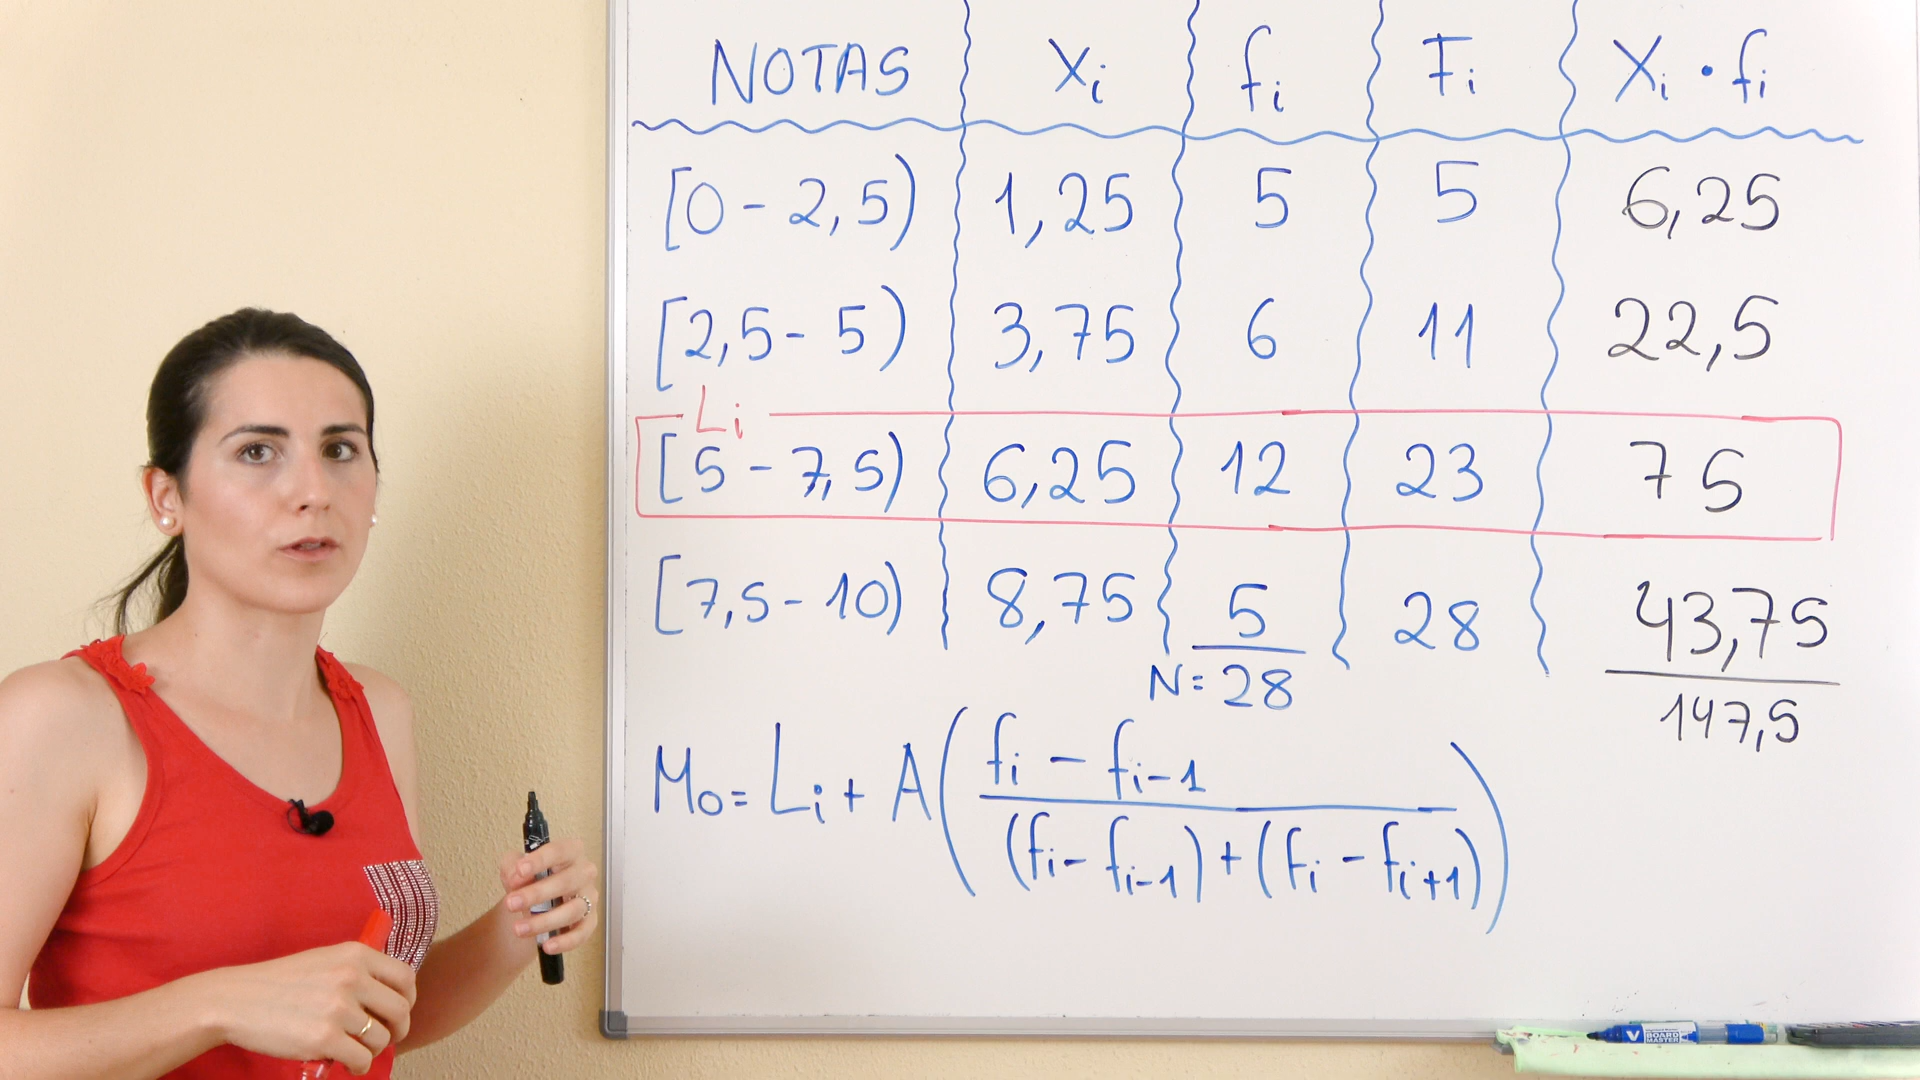 NOTAS Xi fi Fi Xi · fi
[0 - 2,5) 1,25 5 5 6,25
[2,5 - 5) 3,75 6 11 22,5
Li
[5 - 7,5) 6,25 12 23 75
[7,5 - 10) 8,75 5 28 43,75
N = 28 147,5
Mo = Li + A( (fi - fi-1) / ((fi - fi-1) + (fi - fi+1)) )
V BOARD MASTER